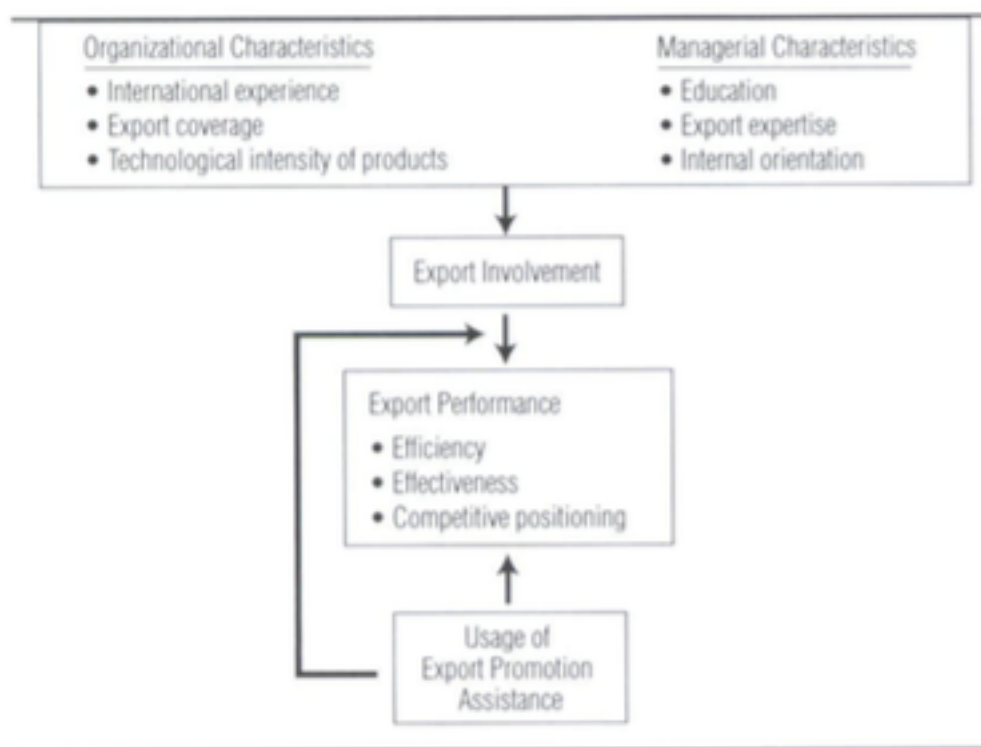 Organizational Characteristics
• International experience
• Export coverage
• Technological intensity of products
Managerial Characteristics
• Education
• Export expertise
• Internal orientation
Export Involvement
Export Performance
• Efficiency
• Effectiveness
• Competitive positioning
Usage of
Export Promotion
Assistance